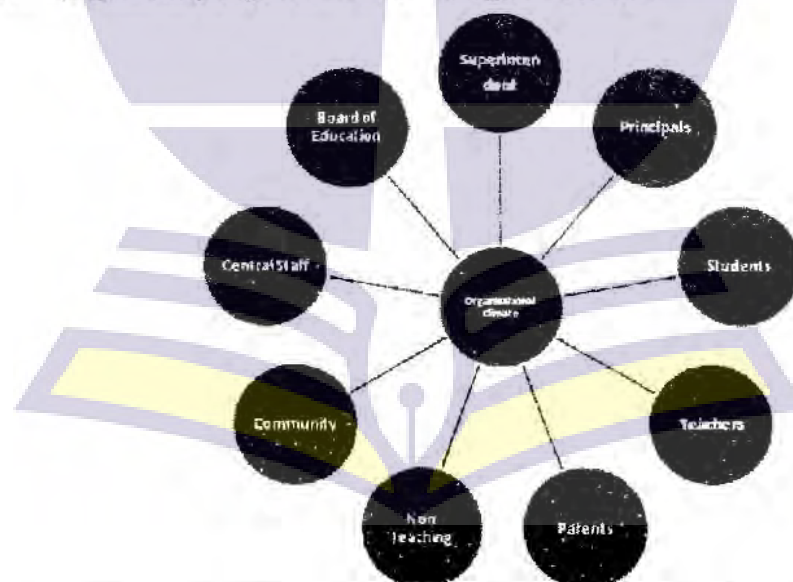 Superinten
dent
Board of
Education
Principals
Central Staff
Students
Organizational
climate
Community
Teachers
Non
Teaching
Parents